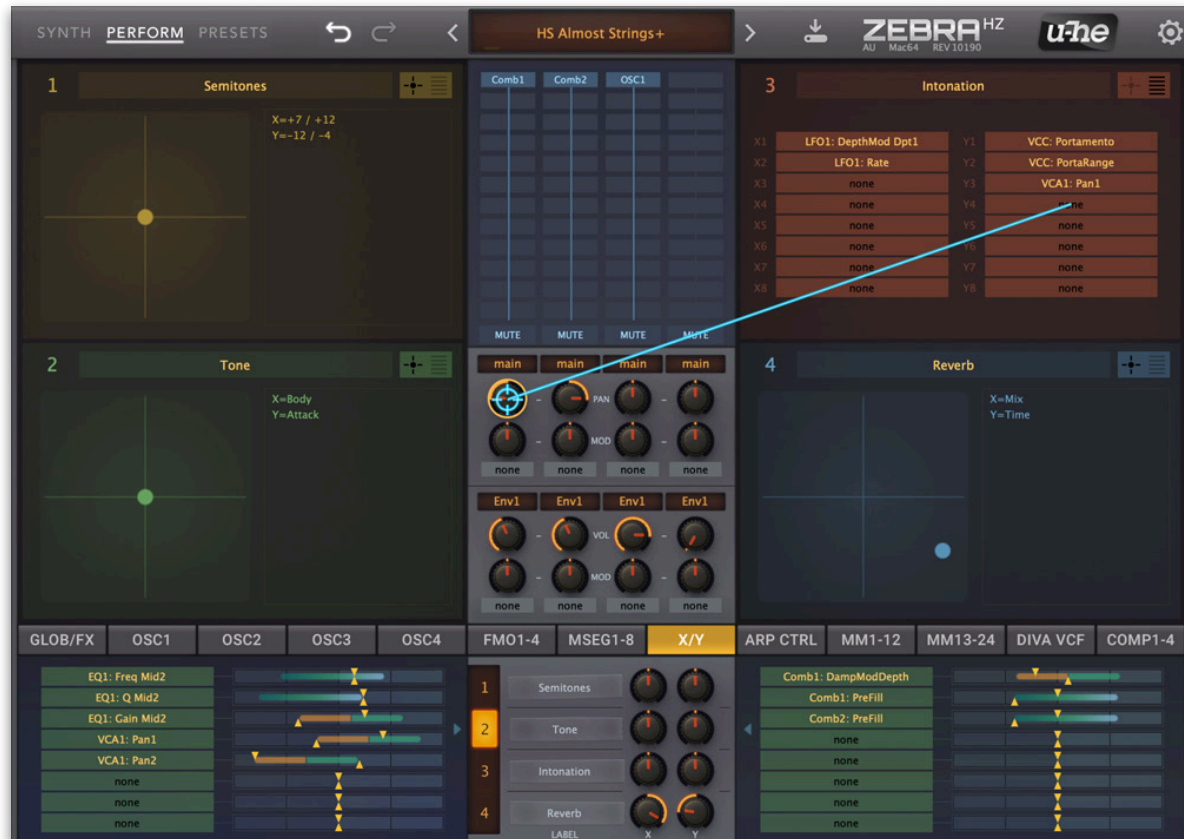 SYNTH PERFORM PRESETS HS Almost Strings+ ZEBRA HZ u-he
AU Mac64 REV 10190
1 Semitones
X=+7 / +12
Y=-12 / -4
Comb1 Comb2 OSC1
MUTE MUTE MUTE MUTE
3 Intonation
X1 LFO1: DepthMod Dpt1 Y1 VCC: Portamento
X2 LFO1: Rate Y2 VCC: PortaRange
X3 none Y3 VCA1: Pan1
X4 none Y4 none
X5 none Y5 none
X6 none Y6 none
X7 none Y7 none
X8 none Y8 none
2 Tone
X=Body
Y=Attack
main main main main
PAN
MOD
none none none none
Env1 Env1 Env1 Env1
VOL
MOD
none none none none
4 Reverb
X=Mix
Y=Time
GLOB/FX OSC1 OSC2 OSC3 OSC4 FMO1-4 MSEG1-8 X/Y ARP CTRL MM1-12 MM13-24 DIVA VCF COMP1-4
EQ1: Freq Mid2
EQ1: Q Mid2
EQ1: Gain Mid2
VCA1: Pan1
VCA1: Pan2
none
none
none
1 Semitones
2 Tone
3 Intonation
4 Reverb
LABEL X Y
Comb1: DampModDepth
Comb1: PreFill
Comb2: PreFill
none
none
none
none
none